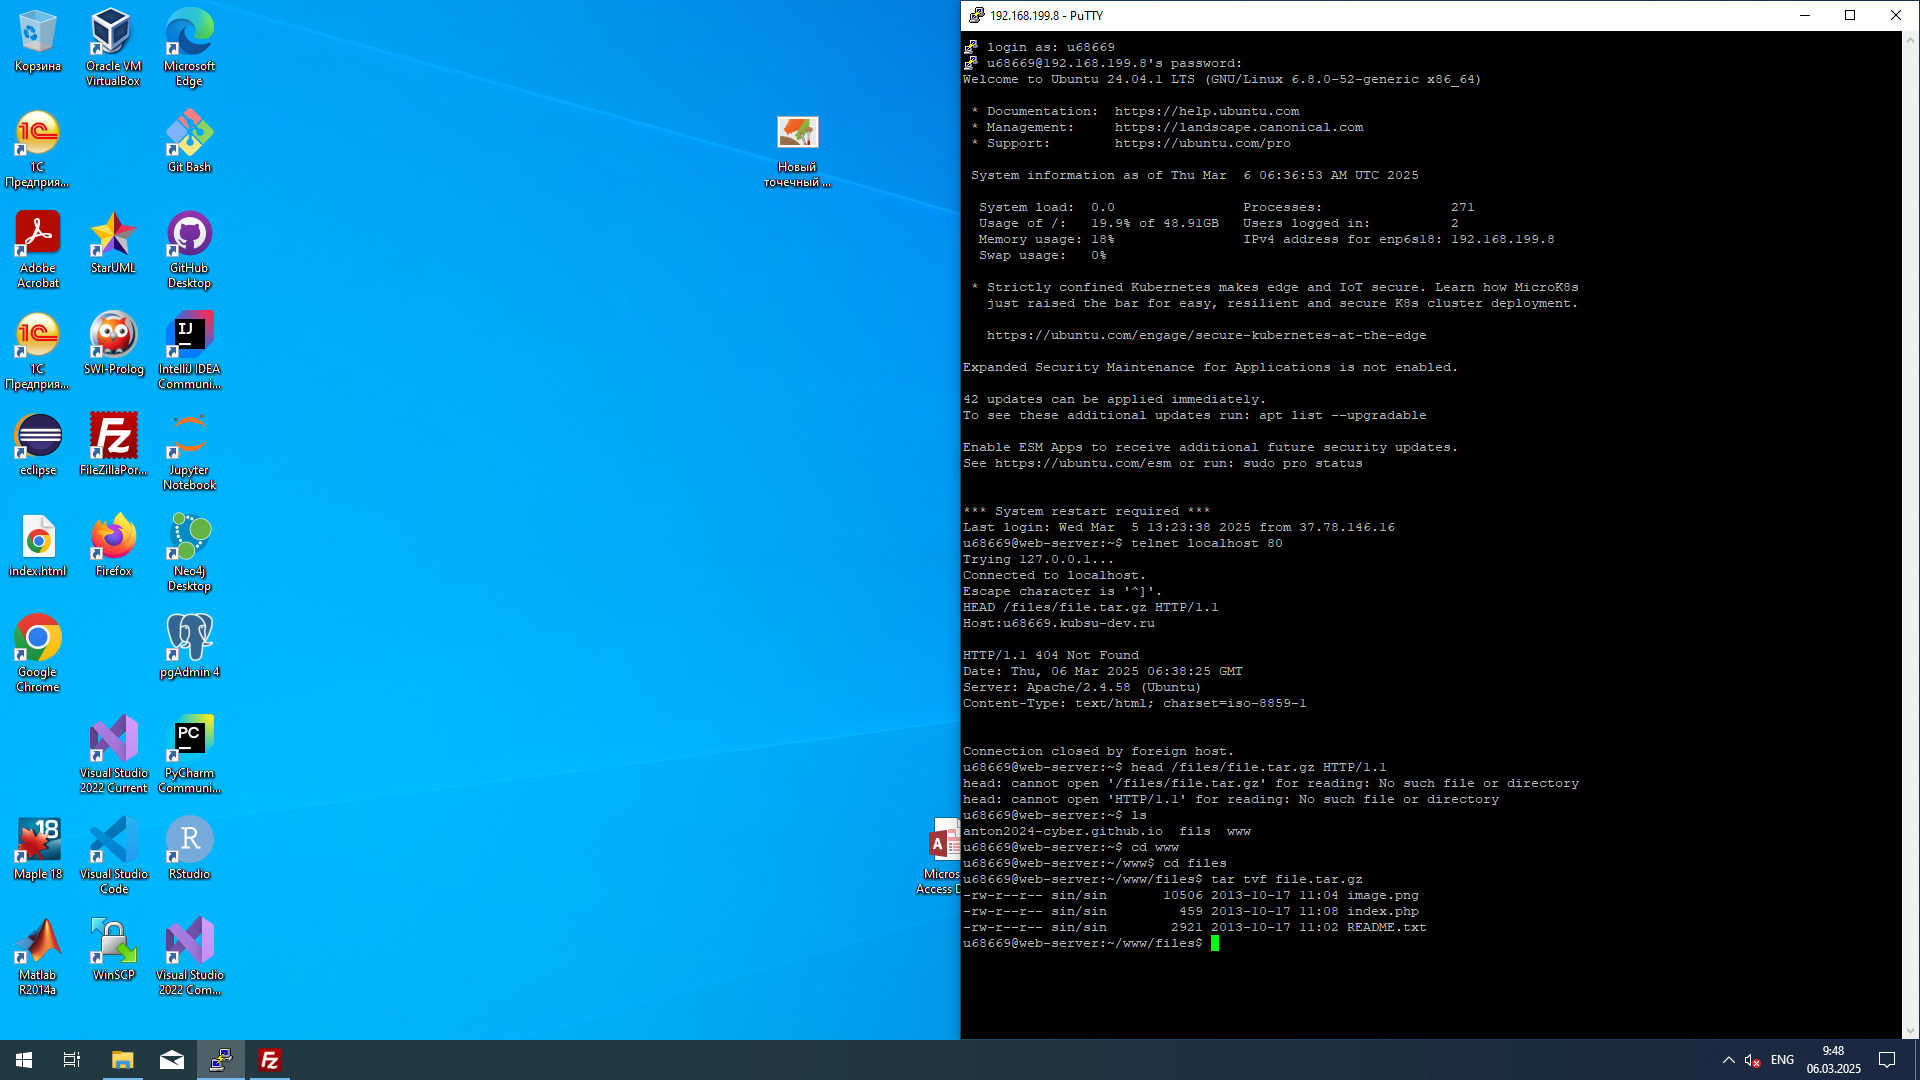 Корзина
Oracle VM
VirtualBox
Microsoft
Edge
1C
Предприя...
Git Bash
Новый
точечный ...
Adobe
Acrobat
StarUML
GitHub
Desktop
1C
Предприя...
SWI-Prolog
IntelliJ IDEA
Communi...
eclipse
FileZillaPor...
Jupyter
Notebook
index.html
Firefox
Neo4j
Desktop
Google
Chrome
pgAdmin 4
Visual Studio
2022 Current
PC
PyCharm
Communi...
18
Maple 18
Visual Studio
Code
R
RStudio
Micros
Access D
Matlab
R2014a
WinSCP
Visual Studio
2022 Com...
192.168.199.8 - PuTTY
login as: u68669
u68669@192.168.199.8's password:
Welcome to Ubuntu 24.04.1 LTS (GNU/Linux 6.8.0-52-generic x86_64)
* Documentation:  https://help.ubuntu.com
* Management:     https://landscape.canonical.com
* Support:        https://ubuntu.com/pro
System information as of Thu Mar  6 06:36:53 AM UTC 2025
System load:  0.0                Processes:                271
Usage of /:   19.9% of 48.91GB   Users logged in:          2
Memory usage: 18%                IPv4 address for enp6s18: 192.168.199.8
Swap usage:   0%
* Strictly confined Kubernetes makes edge and IoT secure. Learn how MicroK8s
just raised the bar for easy, resilient and secure K8s cluster deployment.
https://ubuntu.com/engage/secure-kubernetes-at-the-edge
Expanded Security Maintenance for Applications is not enabled.
42 updates can be applied immediately.
To see these additional updates run: apt list --upgradable
Enable ESM Apps to receive additional future security updates.
See https://ubuntu.com/esm or run: sudo pro status
*** System restart required ***
Last login: Wed Mar  5 13:23:38 2025 from 37.78.146.16
u68669@web-server:~$ telnet localhost 80
Trying 127.0.0.1...
Connected to localhost.
Escape character is '^]'.
HEAD /files/file.tar.gz HTTP/1.1
Host:u68669.kubsu-dev.ru
HTTP/1.1 404 Not Found
Date: Thu, 06 Mar 2025 06:38:25 GMT
Server: Apache/2.4.58 (Ubuntu)
Content-Type: text/html; charset=iso-8859-1
Connection closed by foreign host.
u68669@web-server:~$ head /files/file.tar.gz HTTP/1.1
head: cannot open '/files/file.tar.gz' for reading: No such file or directory
head: cannot open 'HTTP/1.1' for reading: No such file or directory
u68669@web-server:~$ ls
anton2024-cyber.github.io  fils  www
u68669@web-server:~$ cd www
u68669@web-server:~/www$ cd files
u68669@web-server:~/www/files$ tar tvf file.tar.gz
-rw-r--r-- sin/sin       10506 2013-10-17 11:04 image.png
-rw-r--r-- sin/sin         459 2013-10-17 11:08 index.php
-rw-r--r-- sin/sin        2921 2013-10-17 11:02 README.txt
u68669@web-server:~/www/files$
ENG
9:48
06.03.2025